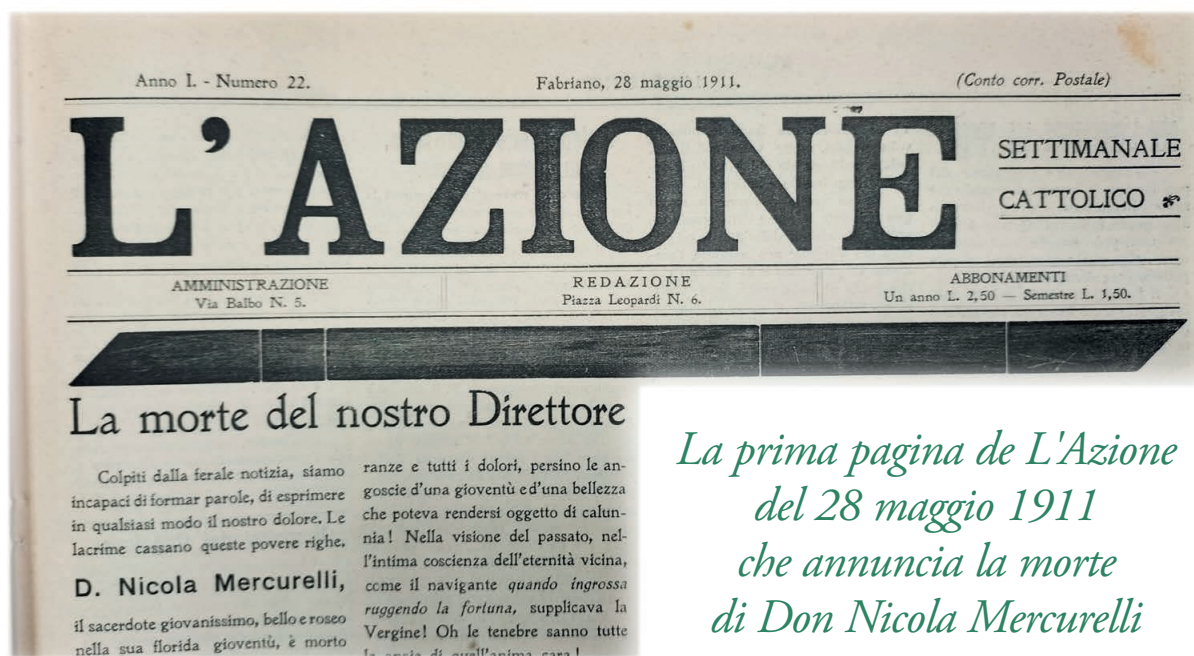 Anno I. - Numero 22.
Fabriano, 28 maggio 1911.
(Conto corr. Postale)
L'AZIONE
SETTIMANALE
CATTOLICO
AMMINISTRAZIONE
Via Balbo N. 5.
REDAZIONE
Piazza Leopardi N. 6.
ABBONAMENTI
Un anno L. 2,50 — Semestre L. 1,50.
La morte del nostro Direttore
Colpiti dalla ferale notizia, siamo
incapaci di formar parole, di esprimere
in qualsiasi modo il nostro dolore. Le
lacrime cassano queste povere righe.
D. Nicola Mercurelli,
il sacerdote giovanissimo, bello e roseo
nella sua florida gioventù, è morto
ranze e tutti i dolori, persino le an-
goscie d'una gioventù e d'una bellezza
che poteva rendersi oggetto di calun-
nia! Nella visione del passato, nel-
l'intima coscienza dell'eternità vicina,
come il navigante quando ingrossa
ruggendo la fortuna, supplicava la
Vergine! Oh le tenebre sanno tutte
le ansie di quell'anima cara!
La prima pagina de L'Azione
del 28 maggio 1911
che annuncia la morte
di Don Nicola Mercurelli